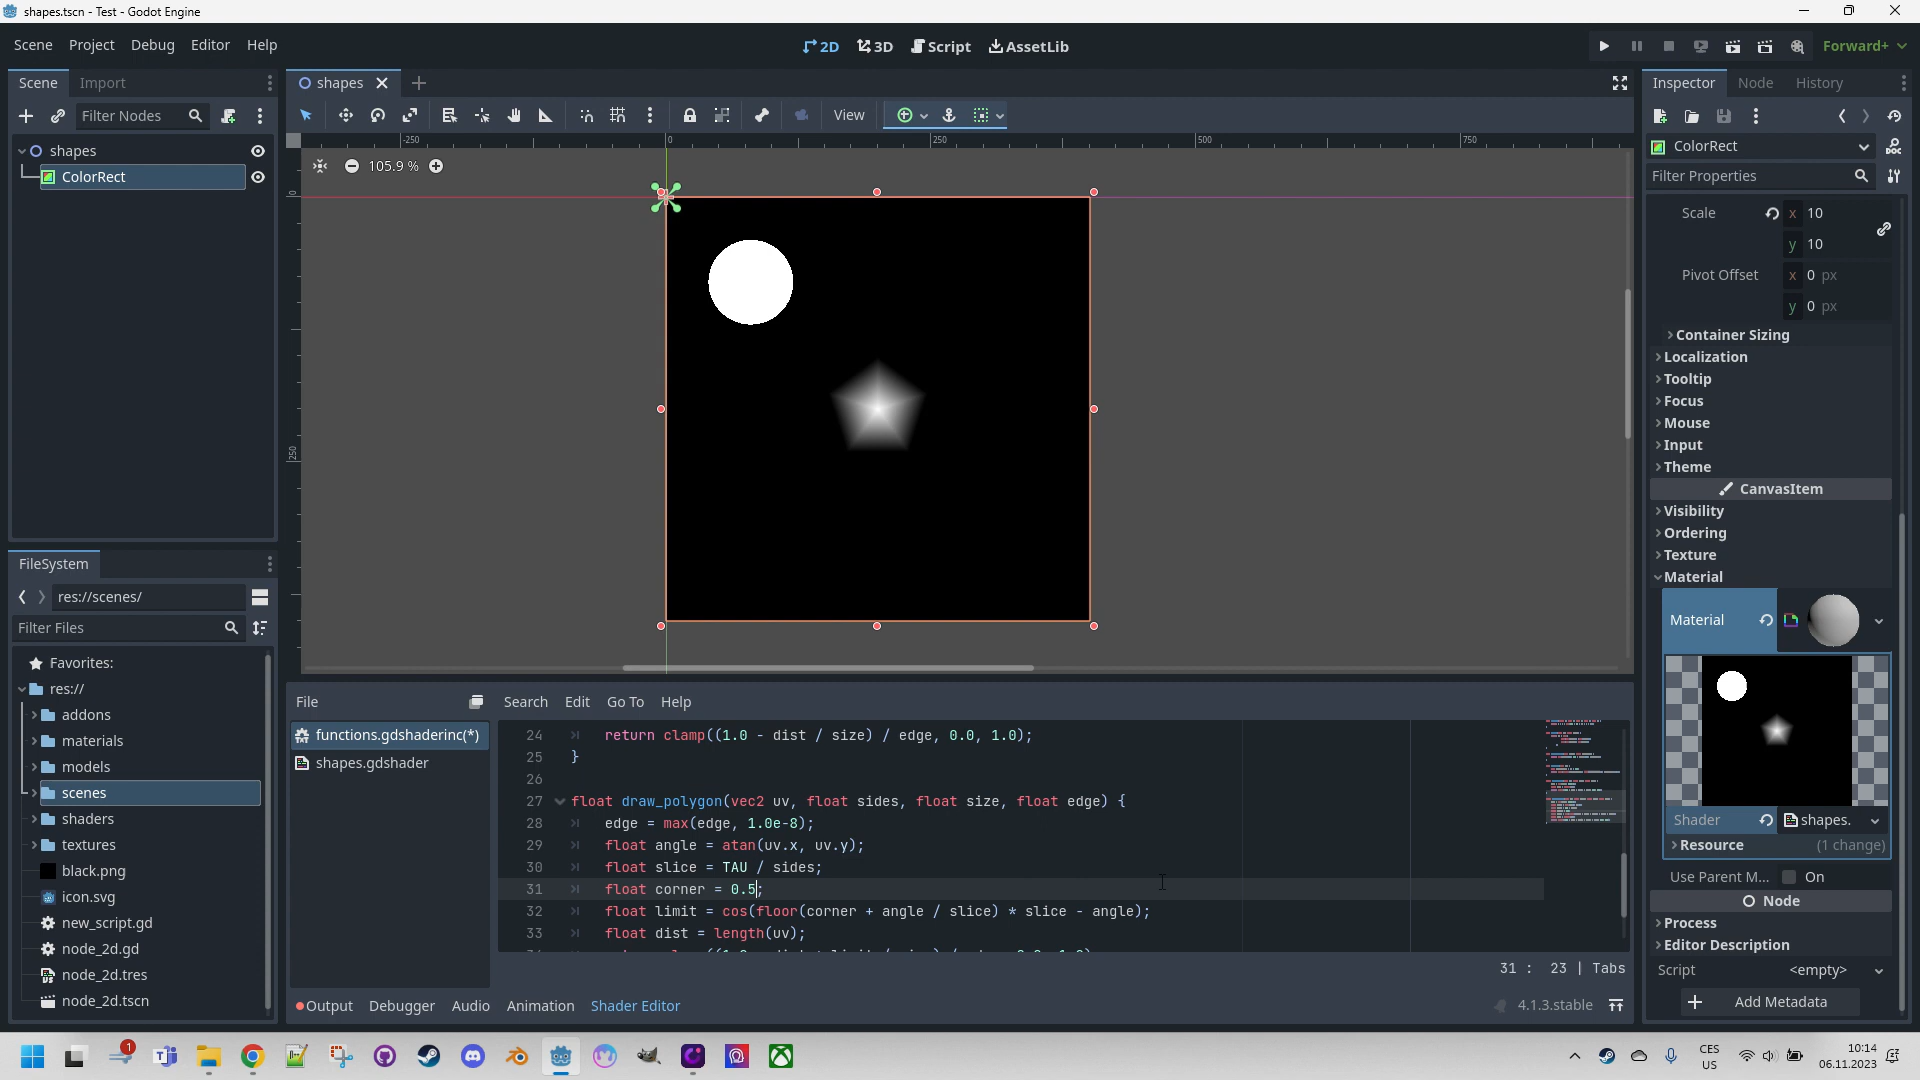 shapes.tscn - Test - Godot Engine
Scene Project Debug Editor Help
2D 3D Script AssetLib
Forward+
Scene Import
shapes
Inspector Node History
Filter Nodes
View
shapes
ColorRect
-250 0 250 500 750
0
250
105.9 %
ColorRect
Filter Properties
Scale x 10
y 10
Pivot Offset x 0 px
y 0 px
Container Sizing
Localization
Tooltip
Focus
Mouse
Input
Theme
CanvasItem
Visibility
Ordering
Texture
Material
Material
Shader shapes.
Resource (1 change)
Use Parent M... On
Node
Process
Editor Description
Script <empty>
Add Metadata
FileSystem
res://scenes/
Filter Files
Favorites:
res://
addons
materials
models
scenes
shaders
textures
black.png
icon.svg
new_script.gd
node_2d.gd
node_2d.tres
node_2d.tscn
File Search Edit Go To Help
functions.gdshaderinc(*)
shapes.gdshader
24 return clamp((1.0 - dist / size) / edge, 0.0, 1.0);
25 }
26
27 float draw_polygon(vec2 uv, float sides, float size, float edge) {
28 edge = max(edge, 1.0e-8);
29 float angle = atan(uv.x, uv.y);
30 float slice = TAU / sides;
31 float corner = 0.5;
32 float limit = cos(floor(corner + angle / slice) * slice - angle);
33 float dist = length(uv);
31 : 23 | Tabs
Output Debugger Audio Animation Shader Editor
4.1.3.stable
1
CES
US
10:14
06.11.2023